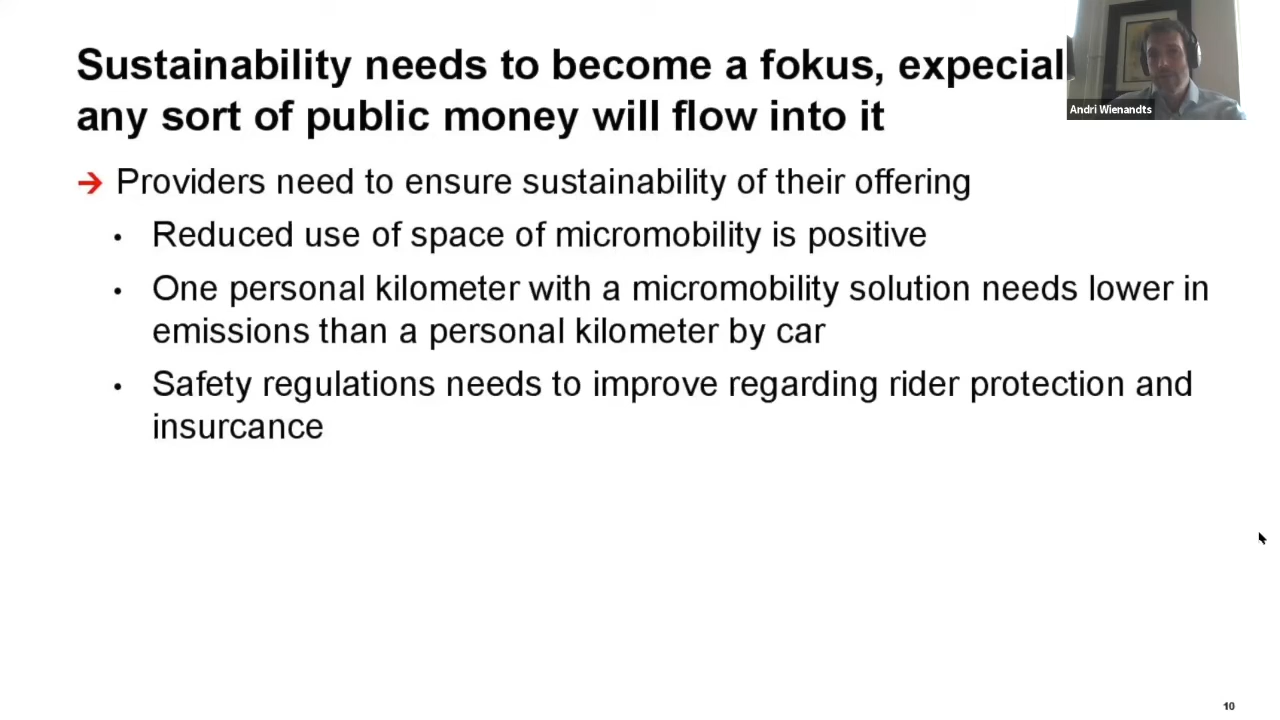 Sustainability needs to become a fokus, expecial
any sort of public money will flow into it
Andri Wienandts
→ Providers need to ensure sustainability of their offering
• Reduced use of space of micromobility is positive
• One personal kilometer with a micromobility solution needs lower in
emissions than a personal kilometer by car
• Safety regulations needs to improve regarding rider protection and
insurcance
10